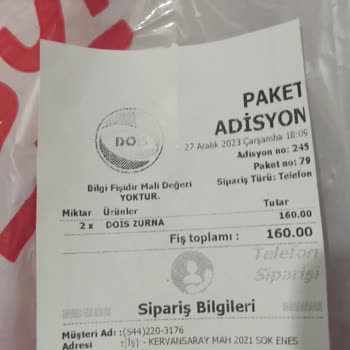 PAKET
ADİSYON
DOIS
27 Aralık 2023 Çarşamba 18:09
Adisyon no: 245
Paket no: 79
Sipariş Türü: Telefon
Bilgi Fişidir Mali Değeri
YOKTUR.
Miktar Ürünler Tutar
2 x DOIS ZURNA 160.00
Fiş toplamı : 160.00
Telefon
Siparişi
Sipariş Bilgileri
Müşteri Adı :(544)220-3176
Adresi :(İş) - KERVANSARAY MAH 2021 SOK ENES